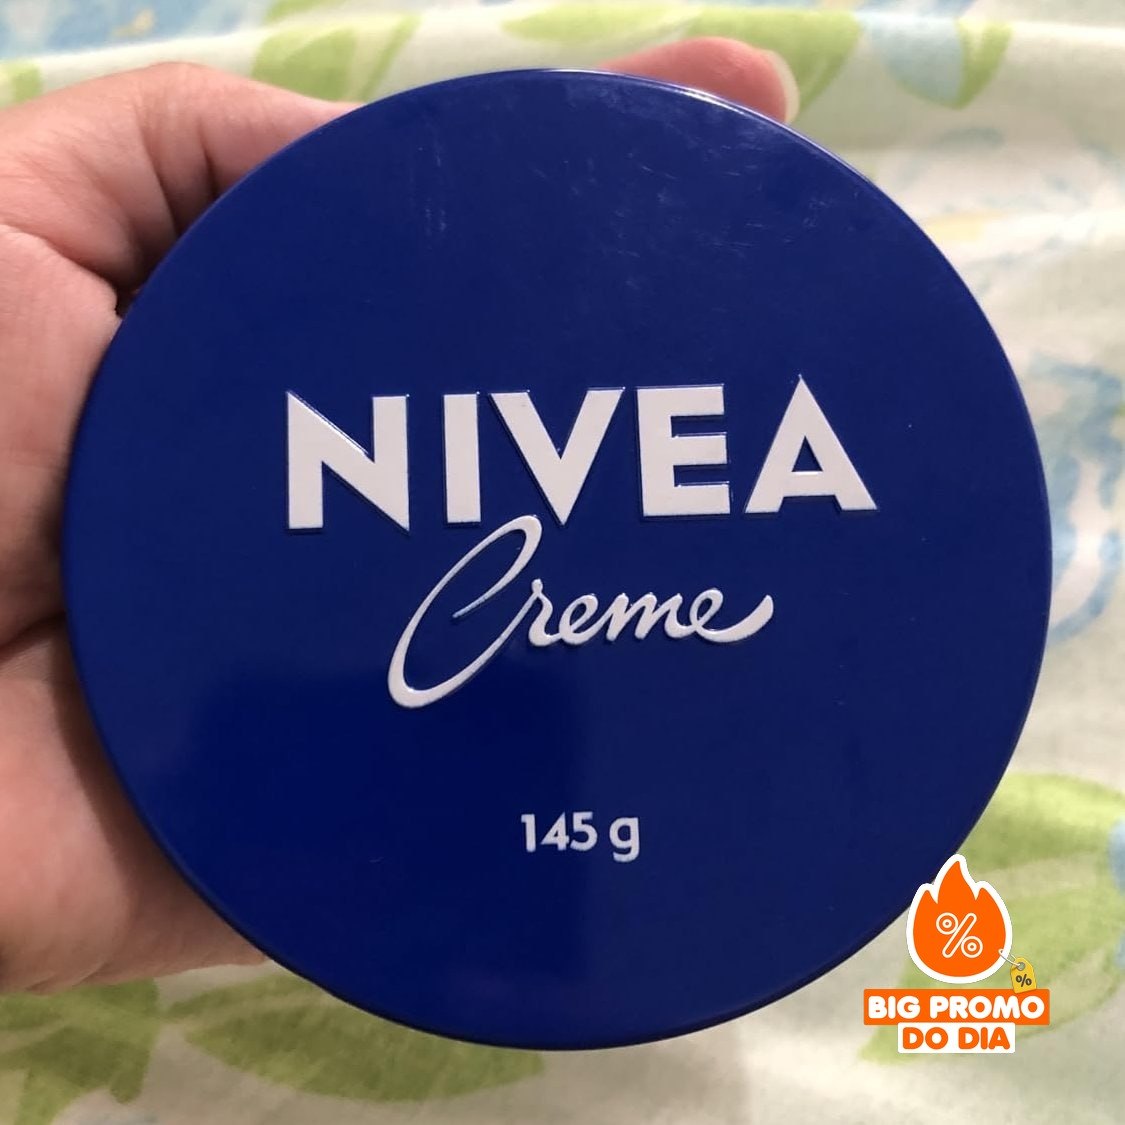 NIVEA
Creme
145 g
%
%
BIG PROMO
DO DIA